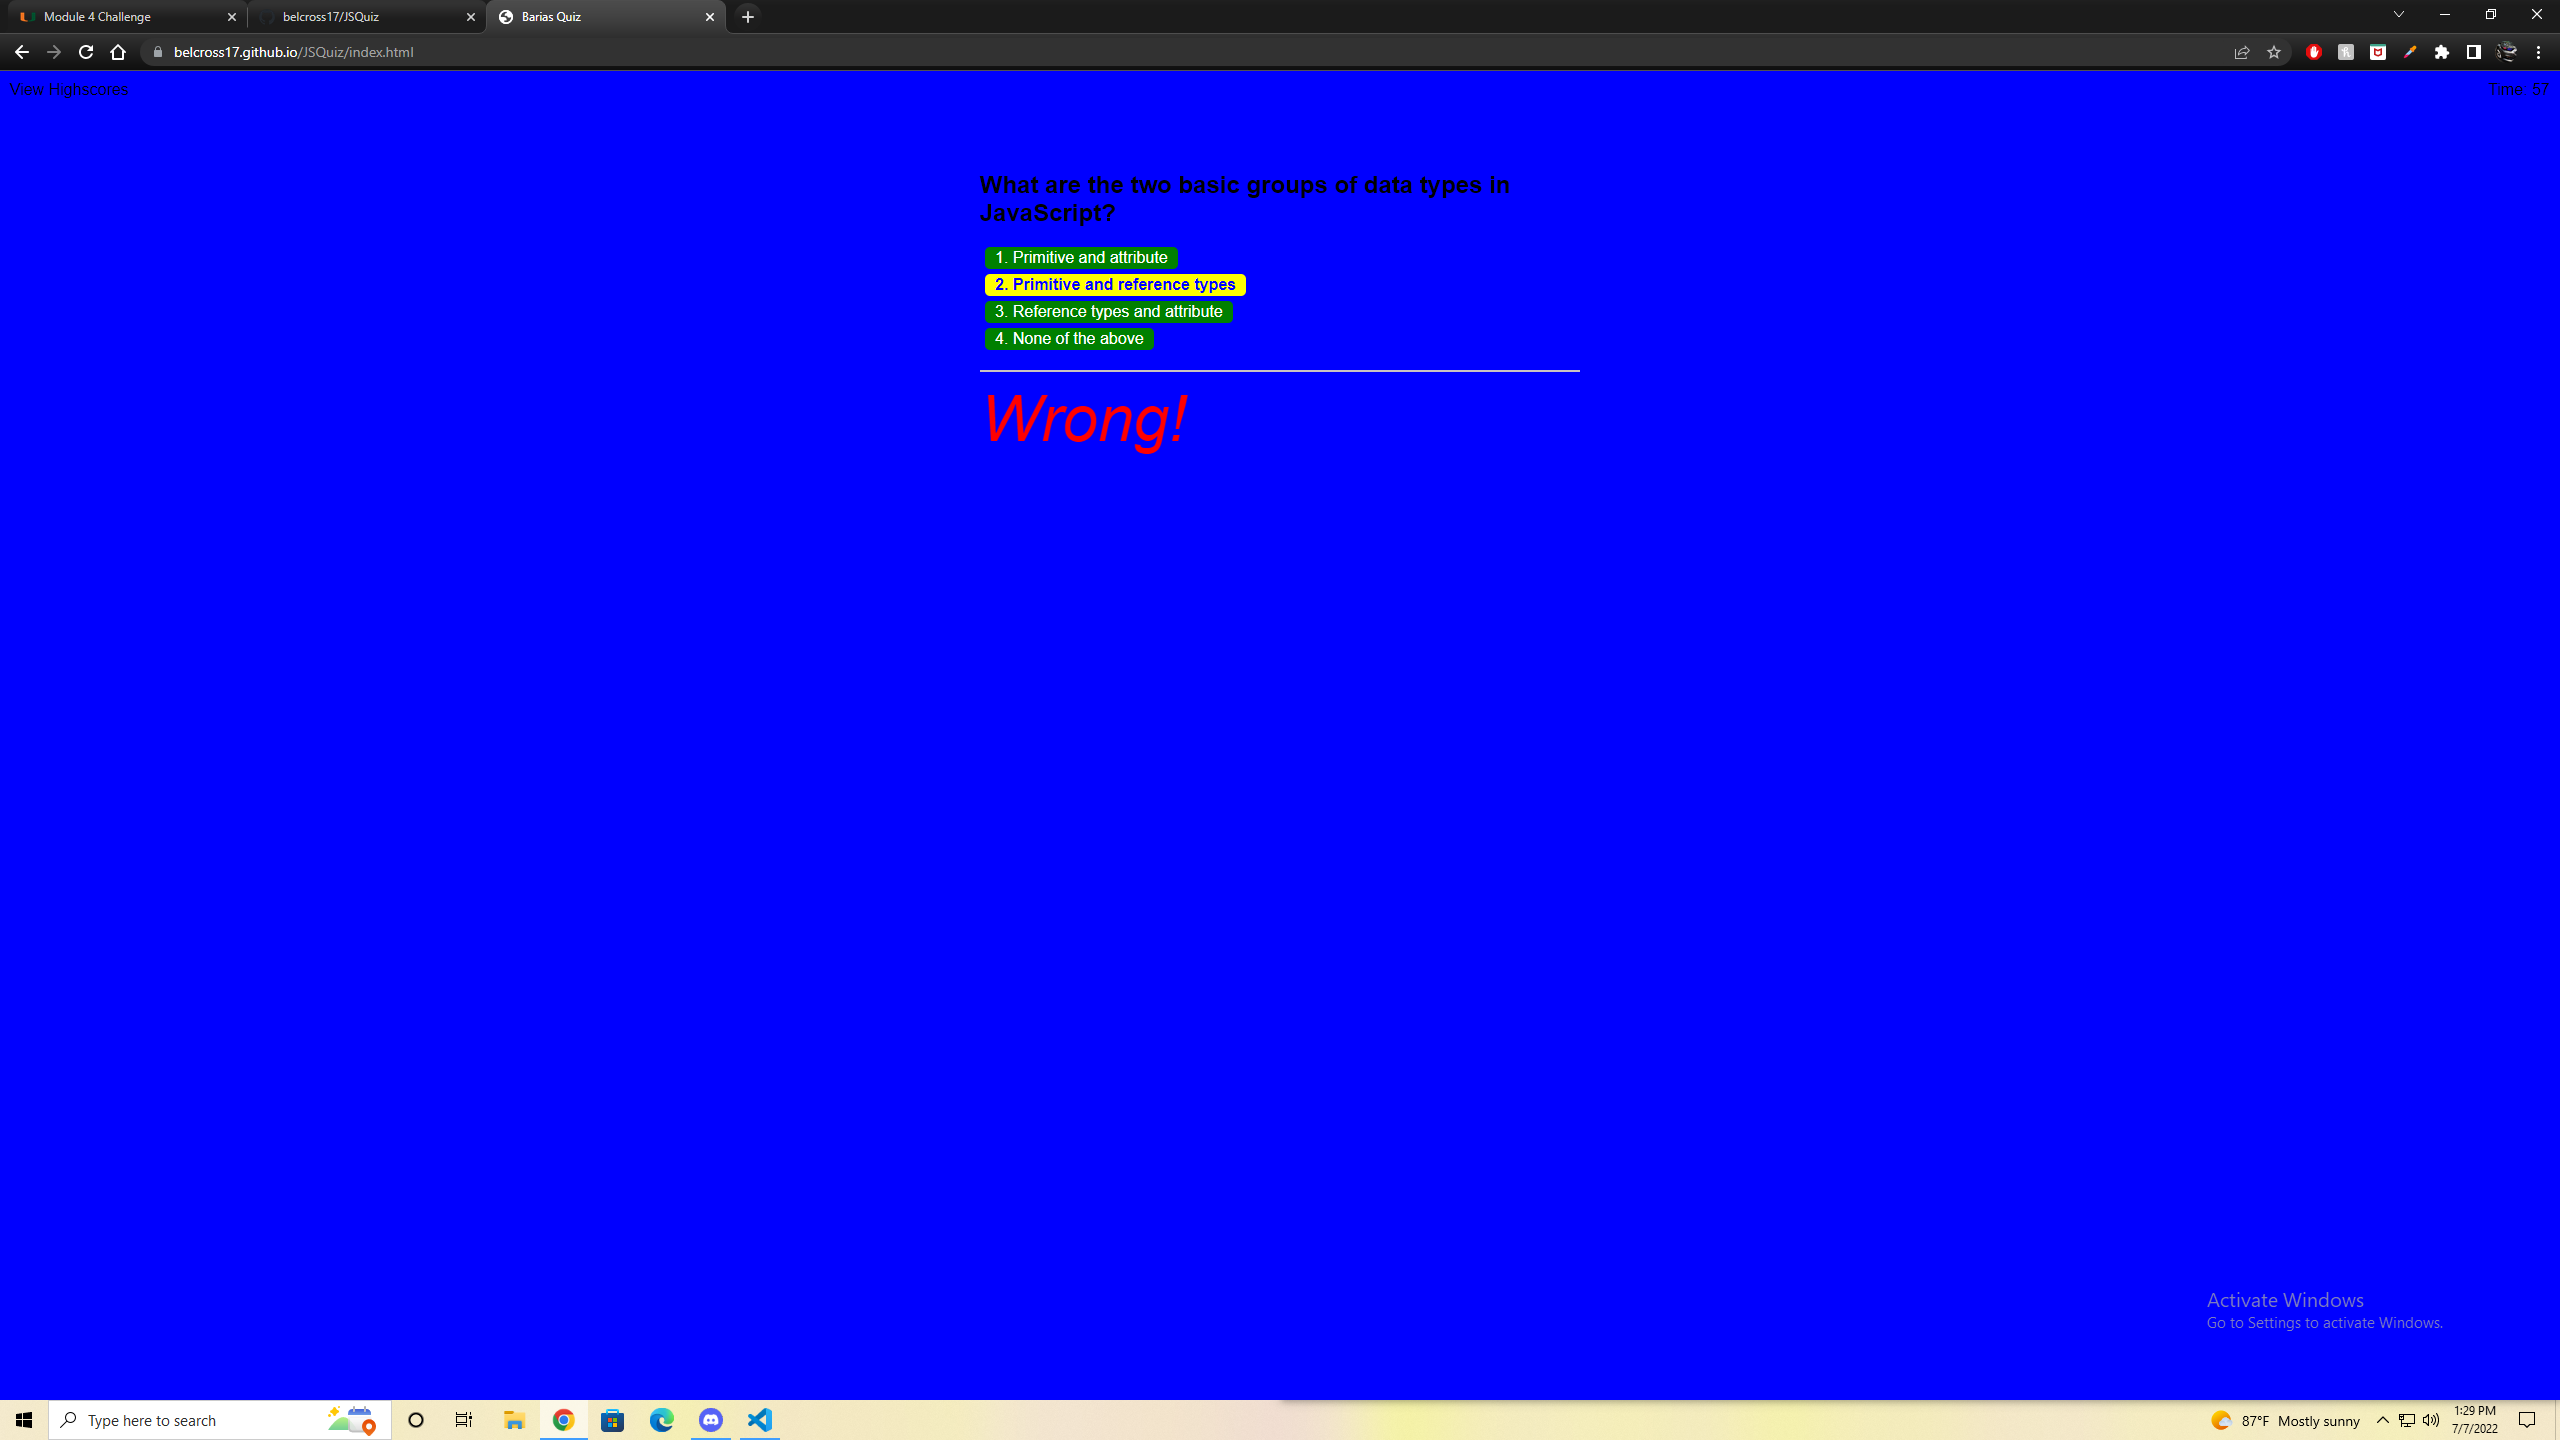 Module 4 Challenge
belcross17/JSQuiz
Barias Quiz
belcross17.github.io/JSQuiz/index.html
View Highscores
Time: 57
What are the two basic groups of data types in
JavaScript?
1. Primitive and attribute
2. Primitive and reference types
3. Reference types and attribute
4. None of the above
Wrong!
Activate Windows
Go to Settings to activate Windows.
Type here to search
87°F Mostly sunny
1:29 PM
7/7/2022